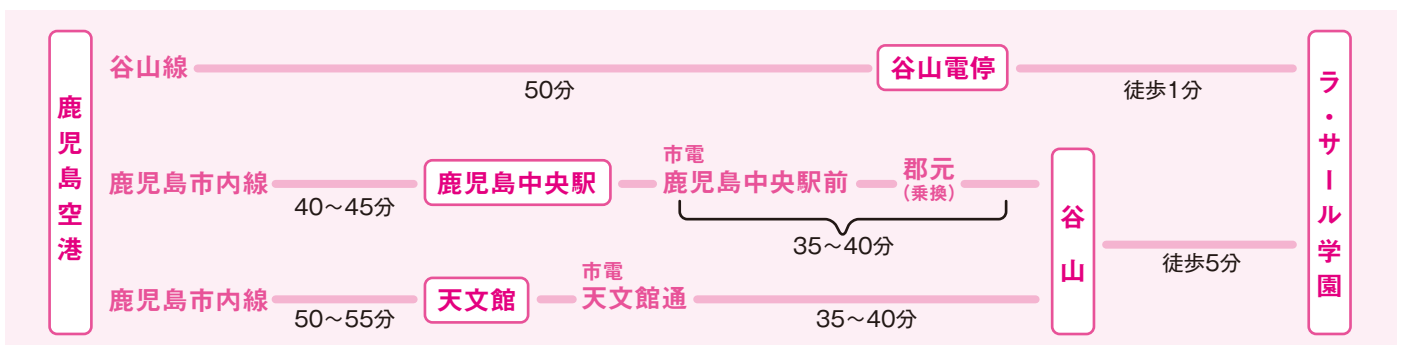 鹿児島空港
谷山線
50分
谷山電停
徒歩1分
鹿児島市内線
40～45分
鹿児島中央駅
市電
鹿児島中央駅前
郡元
(乗換)
35～40分
鹿児島市内線
50～55分
天文館
市電
天文館通
35～40分
谷山
徒歩5分
ラ・サール学園